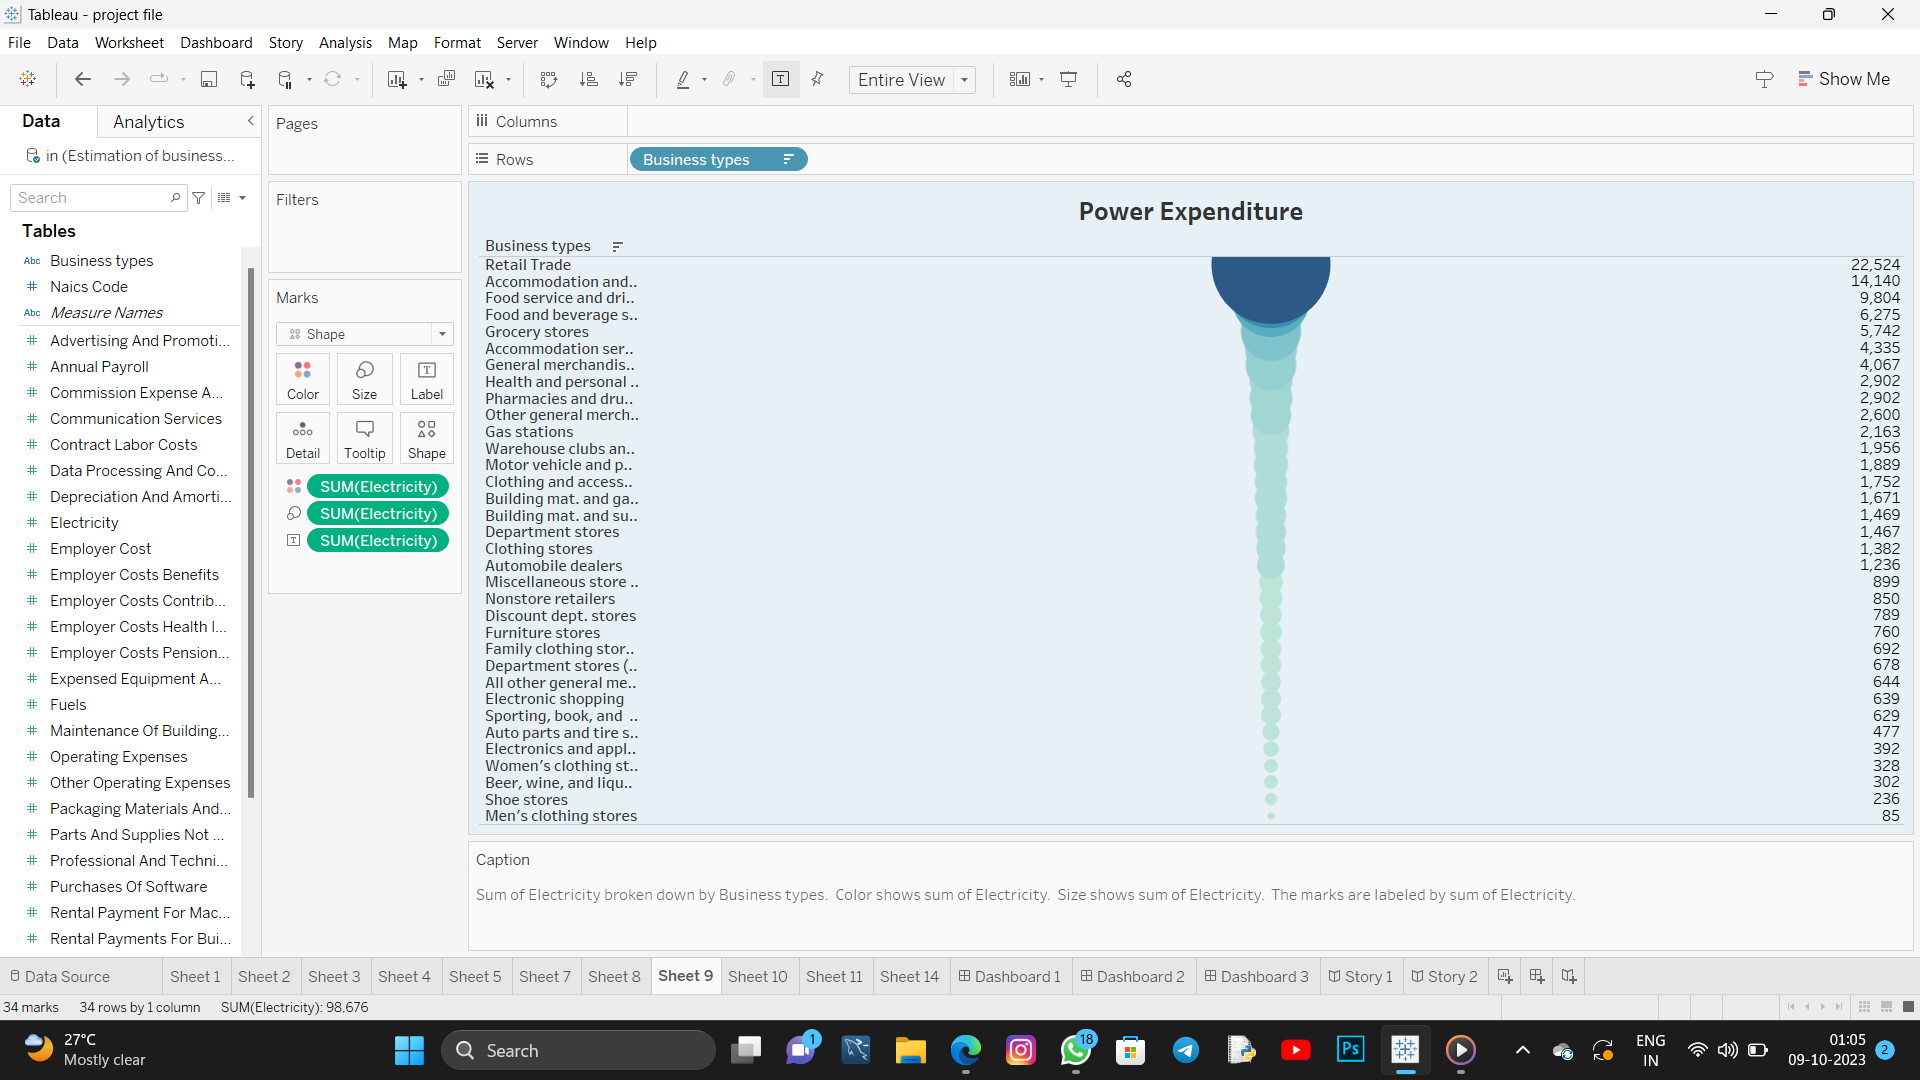 Tableau - project file
File Data Worksheet Dashboard Story Analysis Map Format Server Window Help
Entire View
Show Me
Data Analytics
in (Estimation of business...
Search
Tables
Abc Business types
# Naics Code
Abc Measure Names
# Advertising And Promoti...
# Annual Payroll
# Commission Expense A...
# Communication Services
# Contract Labor Costs
# Data Processing And Co...
# Depreciation And Amorti...
# Electricity
# Employer Cost
# Employer Costs Benefits
# Employer Costs Contrib...
# Employer Costs Health I...
# Employer Costs Pension...
# Expensed Equipment A...
# Fuels
# Maintenance Of Building...
# Operating Expenses
# Other Operating Expenses
# Packaging Materials And...
# Parts And Supplies Not ...
# Professional And Techni...
# Purchases Of Software
# Rental Payment For Mac...
# Rental Payments For Bui...
Pages
Filters
Marks
Shape
Color Size Label
Detail Tooltip Shape
SUM(Electricity)
SUM(Electricity)
SUM(Electricity)
Columns
Rows Business types
Power Expenditure
Business types
Retail Trade 22,524
Accommodation and.. 14,140
Food service and dri.. 9,804
Food and beverage s.. 6,275
Grocery stores 5,742
Accommodation ser.. 4,335
General merchandis.. 4,067
Health and personal .. 2,902
Pharmacies and dru.. 2,902
Other general merch.. 2,600
Gas stations 2,163
Warehouse clubs an.. 1,956
Motor vehicle and p.. 1,889
Clothing and access.. 1,752
Building mat. and ga.. 1,671
Building mat. and su.. 1,469
Department stores 1,467
Clothing stores 1,382
Automobile dealers 1,236
Miscellaneous store .. 899
Nonstore retailers 850
Discount dept. stores 789
Furniture stores 760
Family clothing stor.. 692
Department stores (.. 678
All other general me.. 644
Electronic shopping 639
Sporting, book, and .. 629
Auto parts and tire s.. 477
Electronics and appl.. 392
Women's clothing st.. 328
Beer, wine, and liqu.. 302
Shoe stores 236
Men's clothing stores 85
Caption
Sum of Electricity broken down by Business types. Color shows sum of Electricity. Size shows sum of Electricity. The marks are labeled by sum of Electricity.
Data Source Sheet 1 Sheet 2 Sheet 3 Sheet 4 Sheet 5 Sheet 7 Sheet 8 Sheet 9 Sheet 10 Sheet 11 Sheet 14 Dashboard 1 Dashboard 2 Dashboard 3 Story 1 Story 2
34 marks 34 rows by 1 column SUM(Electricity): 98,676
27°C
Mostly clear
Search
1
18
Ps
ENG
IN
01:05
09-10-2023
2